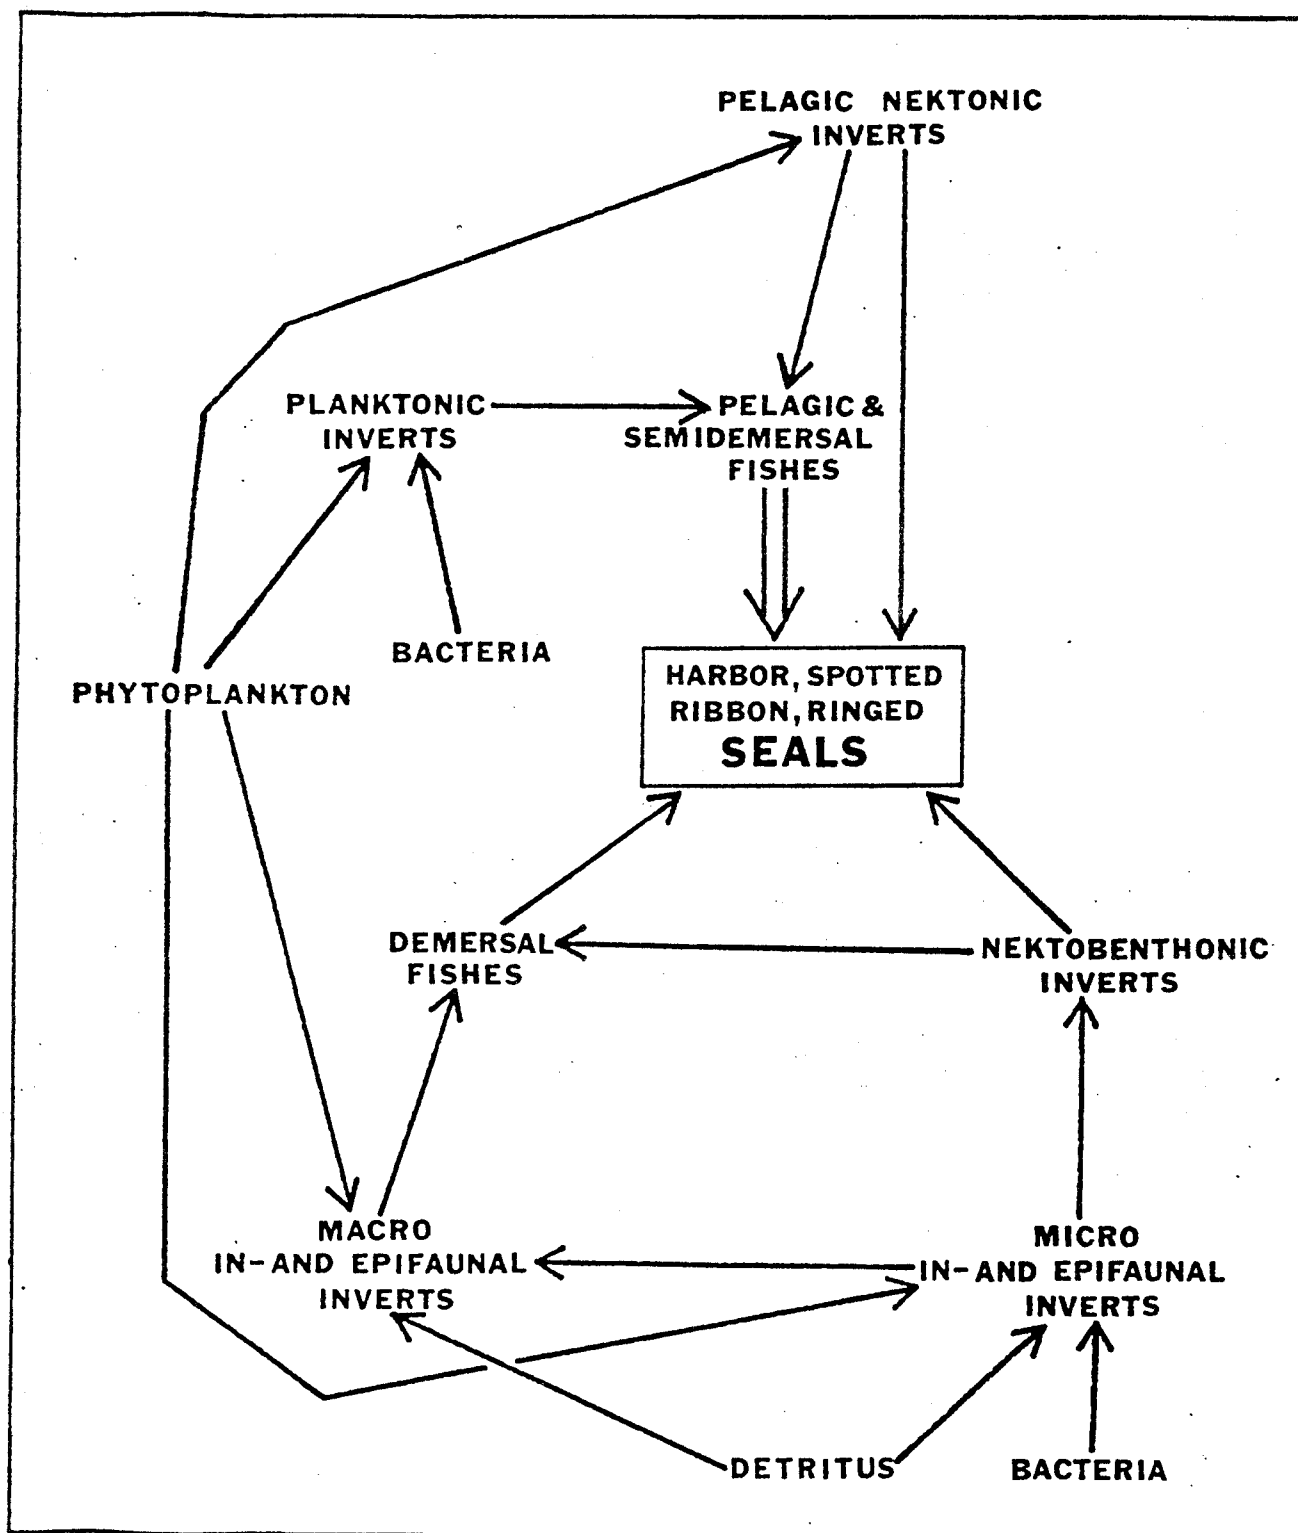 PELAGIC NEKTONIC
INVERTS
PLANKTONIC
INVERTS
PELAGIC &
SEMIDEMERSAL
FISHES
BACTERIA
PHYTOPLANKTON
HARBOR, SPOTTED
RIBBON, RINGED
SEALS
DEMERSAL
FISHES
NEKTOBENTHONIC
INVERTS
MACRO
IN-AND EPIFAUNAL
INVERTS
MICRO
IN-AND EPIFAUNAL
INVERTS
DETRITUS
BACTERIA